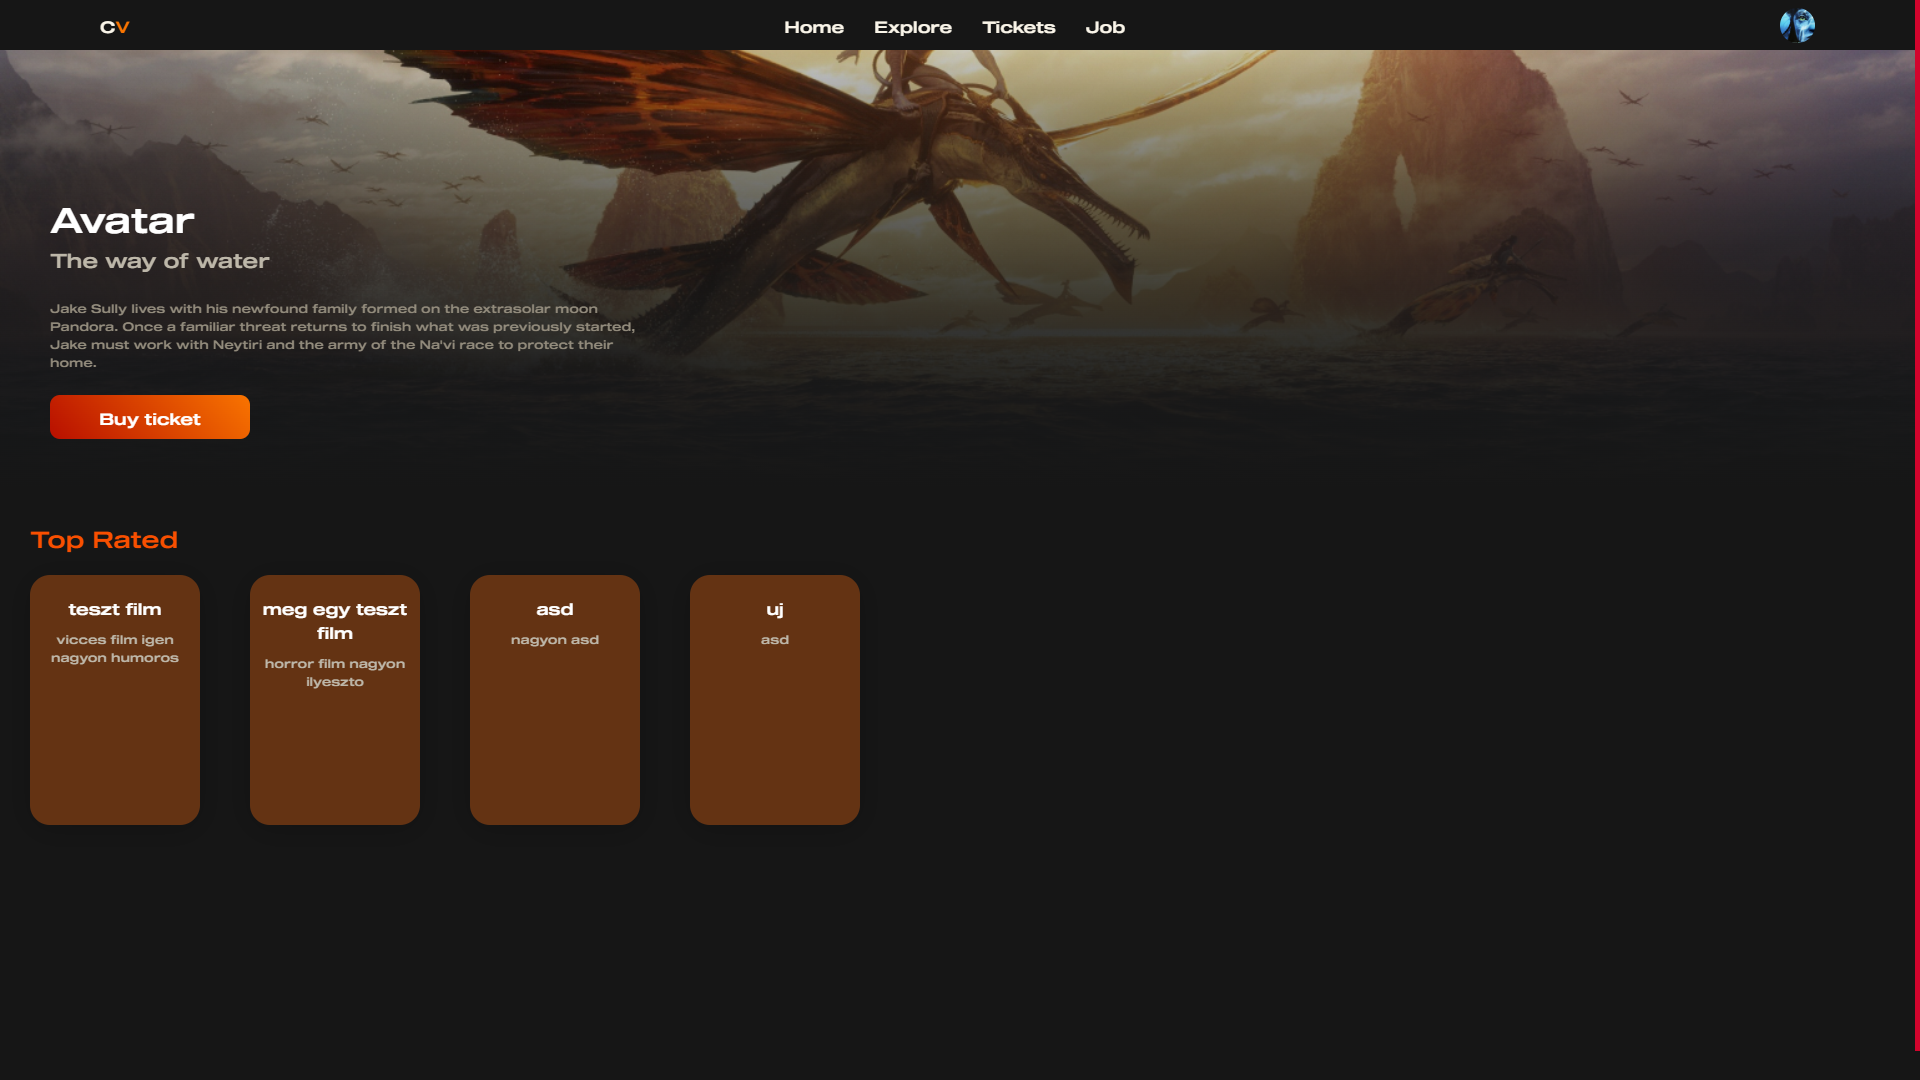 CV
Home Explore Tickets Job
Avatar
The way of water
Jake Sully lives with his newfound family formed on the extrasolar moon
Pandora. Once a familiar threat returns to finish what was previously started,
Jake must work with Neytiri and the army of the Na'vi race to protect their
home.
Buy ticket
Top Rated
teszt film
vicces film igen
nagyon humoros
meg egy teszt
film
horror film nagyon
ilyeszto
asd
nagyon asd
uj
asd